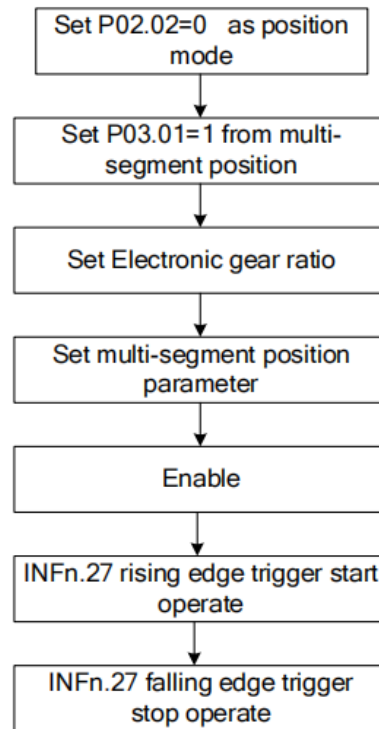 Set P02.02=0 as position
mode
Set P03.01=1 from multi-
segment position
Set Electronic gear ratio
Set multi-segment position
parameter
Enable
INFn.27 rising edge trigger start
operate
INFn.27 falling edge trigger
stop operate